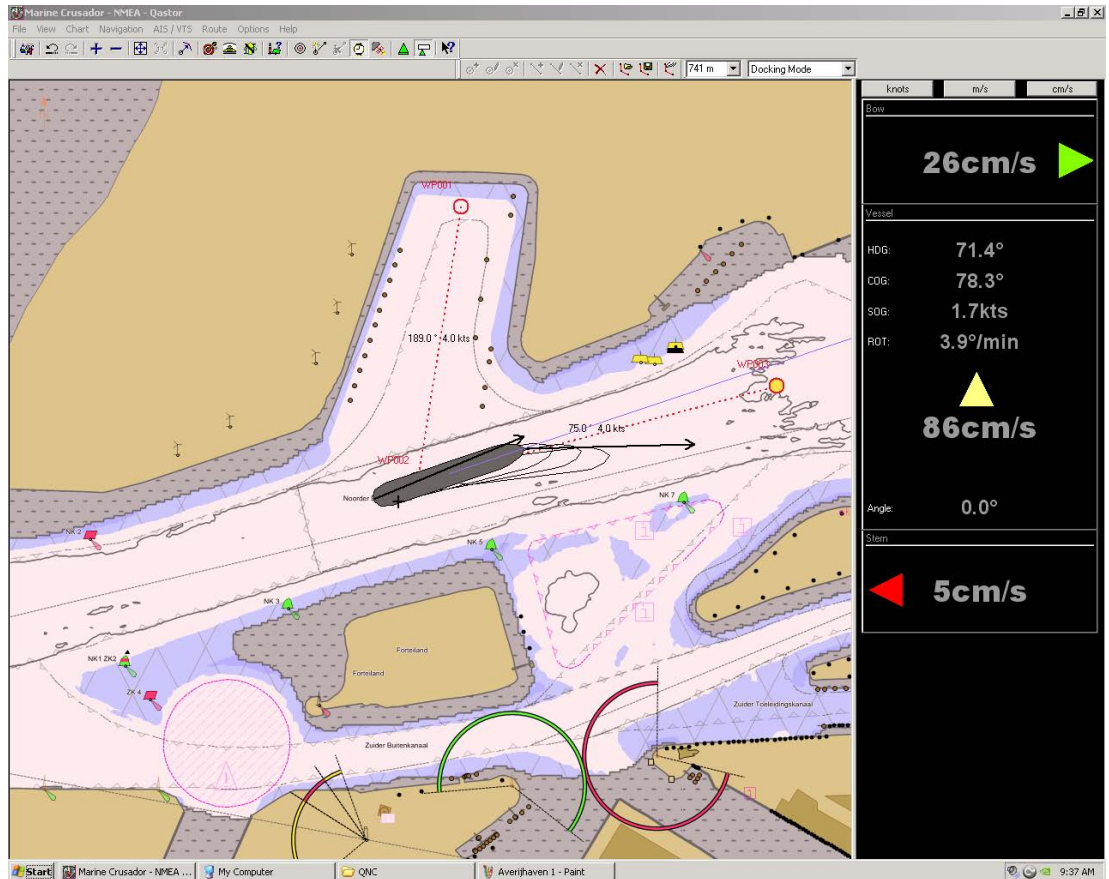 Marine Crusador - NMEA - Qastor
File View Chart Navigation AIS / VTS Route Options Help
741 m Docking Mode
knots m/s cm/s
Bow
26cm/s
Vessel
HDG: 71.4°
COG: 78.3°
SOG: 1.7kts
ROT: 3.9°/min
86cm/s
Angle: 0.0°
Stern
5cm/s
WP001
189.0 ° 4.0 kts
WP003
75.0 ° 4,0 kts
WP002
Noorder
NK 7
NK 2
NK 5
NK 3
Forteiland
NK1 ZK2
Forteiland
ZK 4
Zuider Toeleidingskanaal
Zuider Buitenkanaal
Start Marine Crusador - NMEA ... My Computer QNC Averijhaven 1 - Paint 9:37 AM